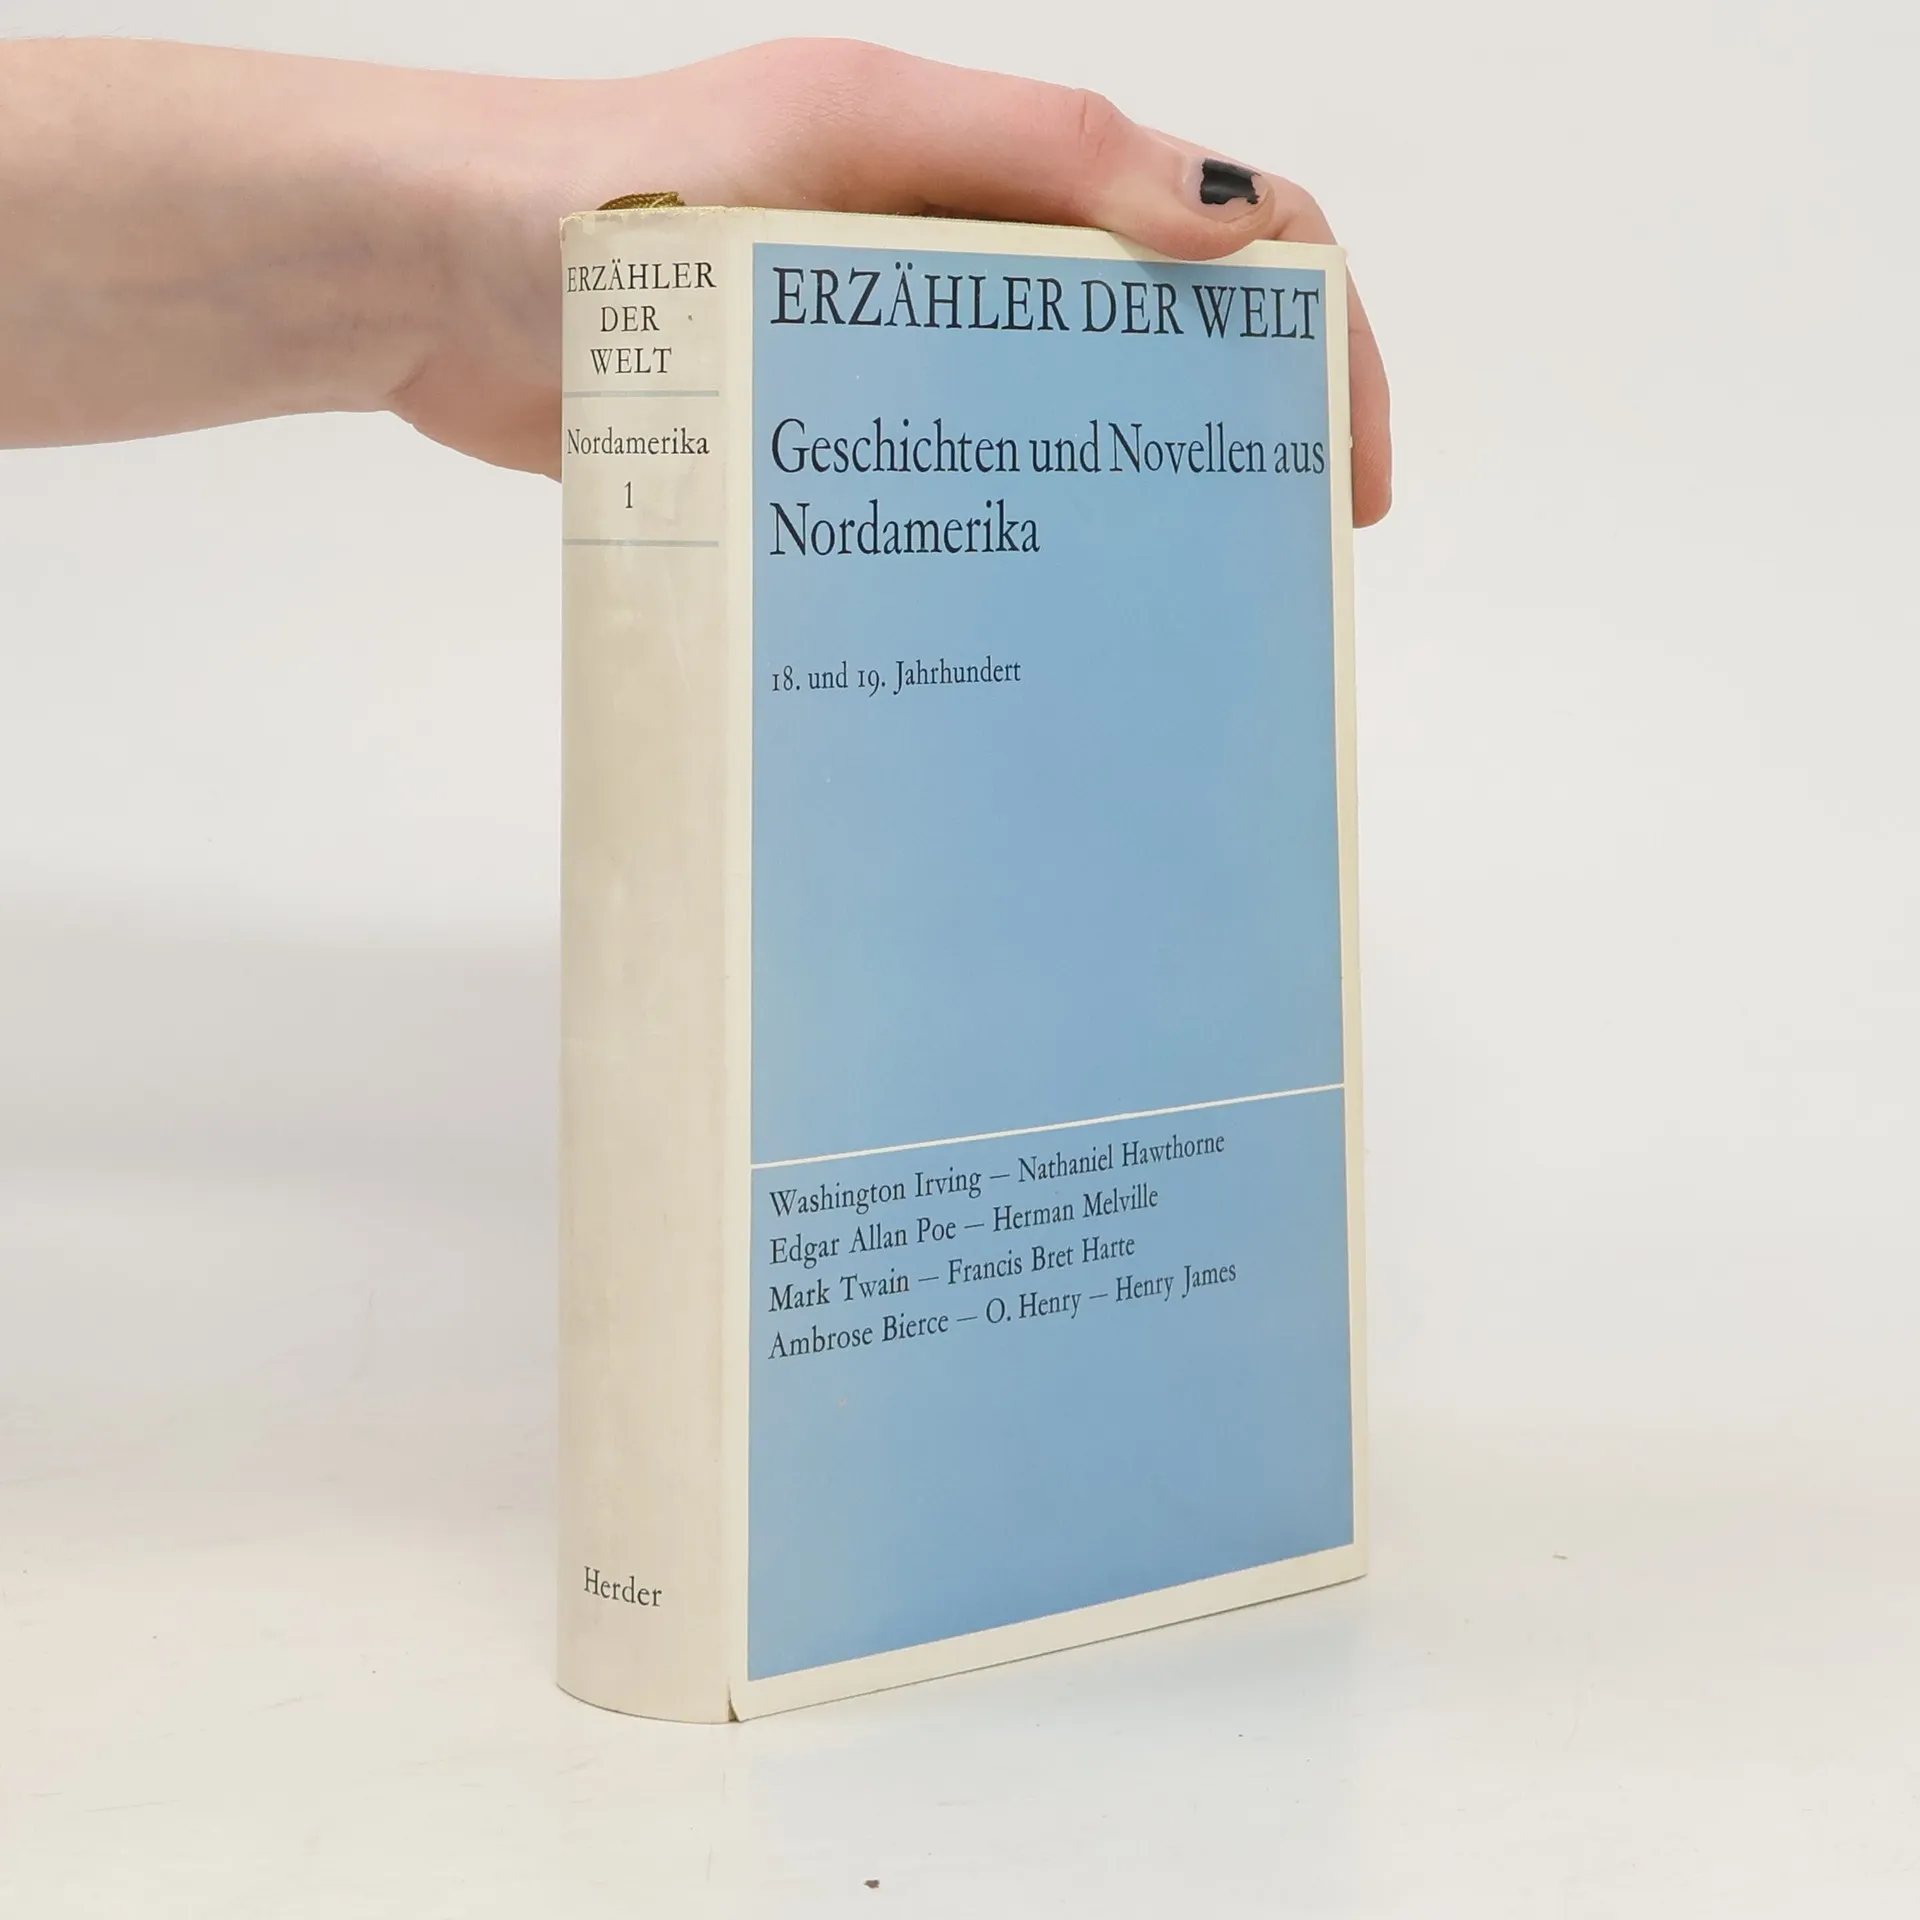 ERZÄHLER
DER
WELT
Nordamerika
1
Herder
ERZÄHLER DER WELT
Geschichten und Novellen aus
Nordamerika
18. und 19. Jahrhundert
Washington Irving — Nathaniel Hawthorne
Edgar Allan Poe — Herman Melville
Mark Twain — Francis Bret Harte
Ambrose Bierce — O. Henry — Henry James